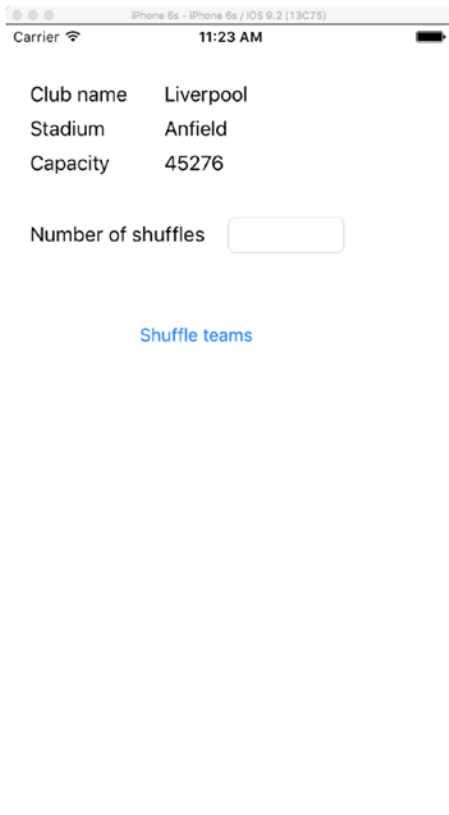 iPhone 6s - iPhone 6s / iOS 9.2 (13C75)
Carrier 11:23 AM
Club name Liverpool
Stadium Anfield
Capacity 45276
Number of shuffles
Shuffle teams